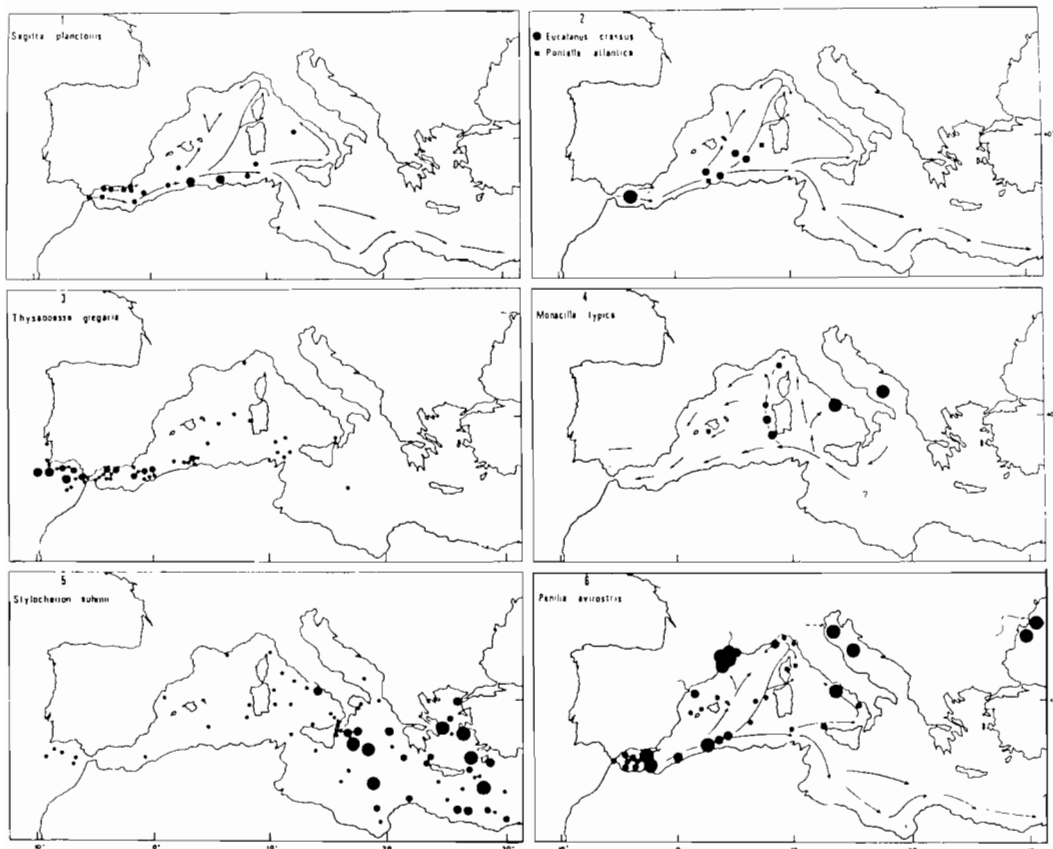 1
Sagitta planctonis
2
Eucalanus crassus
Pontella atlantica
3
Thysanoessa gregaria
4
Monacilla typica
?
5
Stylocheiron suhmii
6
Penilia avirostris